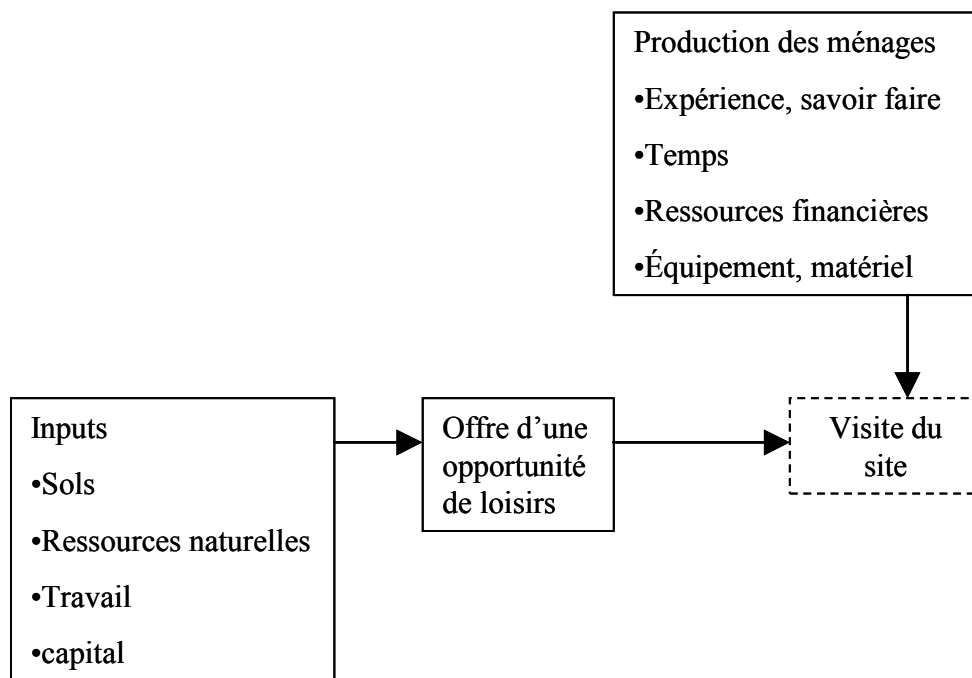 Production des ménages
•Expérience, savoir faire
•Temps
•Ressources financières
•Équipement, matériel
Inputs
•Sols
•Ressources naturelles
•Travail
•capital
Offre d’une
opportunité
de loisirs
Visite du
site